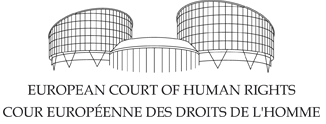 EUROPEAN COURT OF HUMAN RIGHTS
COUR EUROPÉENNE DES DROITS DE L'HOMME